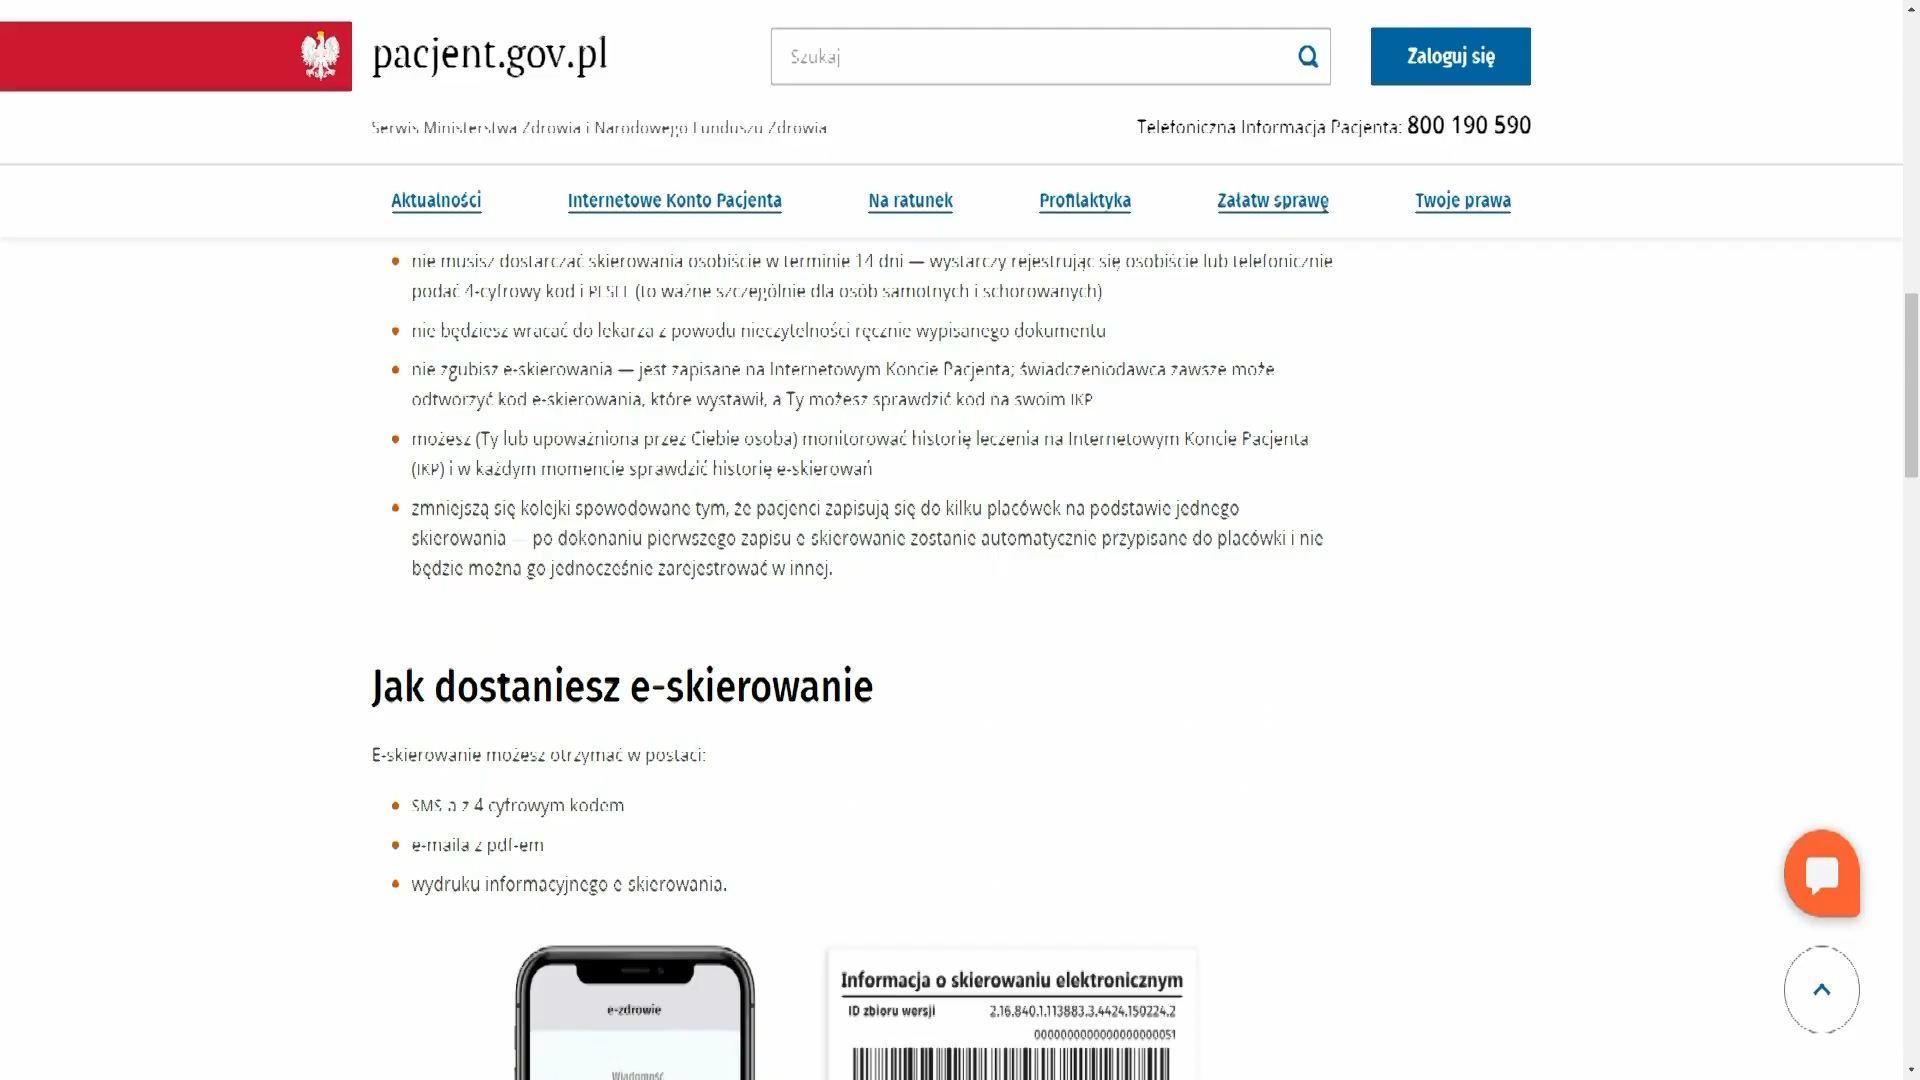 pacjent.gov.pl
Szukaj
Zaloguj się
Serwis Ministerstwa Zdrowia i Narodowego Funduszu Zdrowia
Telefoniczna Informacja Pacjenta: 800 190 590
Aktualności
Internetowe Konto Pacjenta
Na ratunek
Profilaktyka
Załatw sprawę
Twoje prawa
nie musisz dostarczać skierowania osobiście w terminie 14 dni — wystarczy rejestrując się osobiście lub telefonicznie
podać 4-cyfrowy kod i PESEL (to ważne szczególnie dla osób samotnych i schorowanych)
nie będziesz wracać do lekarza z powodu nieczytelności ręcznie wypisanego dokumentu
nie zgubisz e-skierowania — jest zapisane na Internetowym Koncie Pacjenta; świadczeniodawca zawsze może
odtworzyć kod e-skierowania, które wystawił, a Ty możesz sprawdzić kod na swoim IKP
możesz (Ty lub upoważniona przez Ciebie osoba) monitorować historię leczenia na Internetowym Koncie Pacjenta
(IKP) i w każdym momencie sprawdzić historię e-skierowań
zmniejszą się kolejki spowodowane tym, że pacjenci zapisują się do kilku placówek na podstawie jednego
skierowania — po dokonaniu pierwszego zapisu e-skierowanie zostanie automatycznie przypisane do placówki i nie
będzie można go jednocześnie zarejestrować w innej.
Jak dostaniesz e-skierowanie
E-skierowanie możesz otrzymać w postaci:
SMS-a z 4-cyfrowym kodem
e-maila z pdf-em
wydruku informacyjnego e-skierowania.
e-zdrowie
Wiadomość
Informacja o skierowaniu elektronicznym
ID zbioru wersji 2.16.840.1.113883.3.4424.150224.2
0000000000000000000051